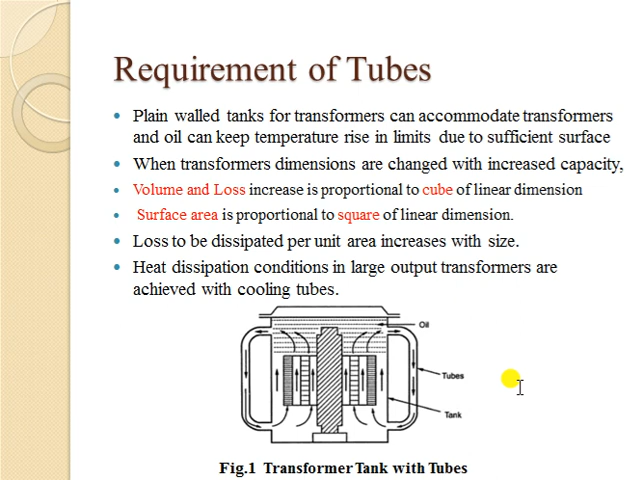 Requirement of Tubes
Plain walled tanks for transformers can accommodate transformers
and oil can keep temperature rise in limits due to sufficient surface
When transformers dimensions are changed with increased capacity,
Volume and Loss increase is proportional to cube of linear dimension
Surface area is proportional to square of linear dimension.
Loss to be dissipated per unit area increases with size.
Heat dissipation conditions in large output transformers are
achieved with cooling tubes.
Oil
Tubes
Tank
Fig.1 Transformer Tank with Tubes